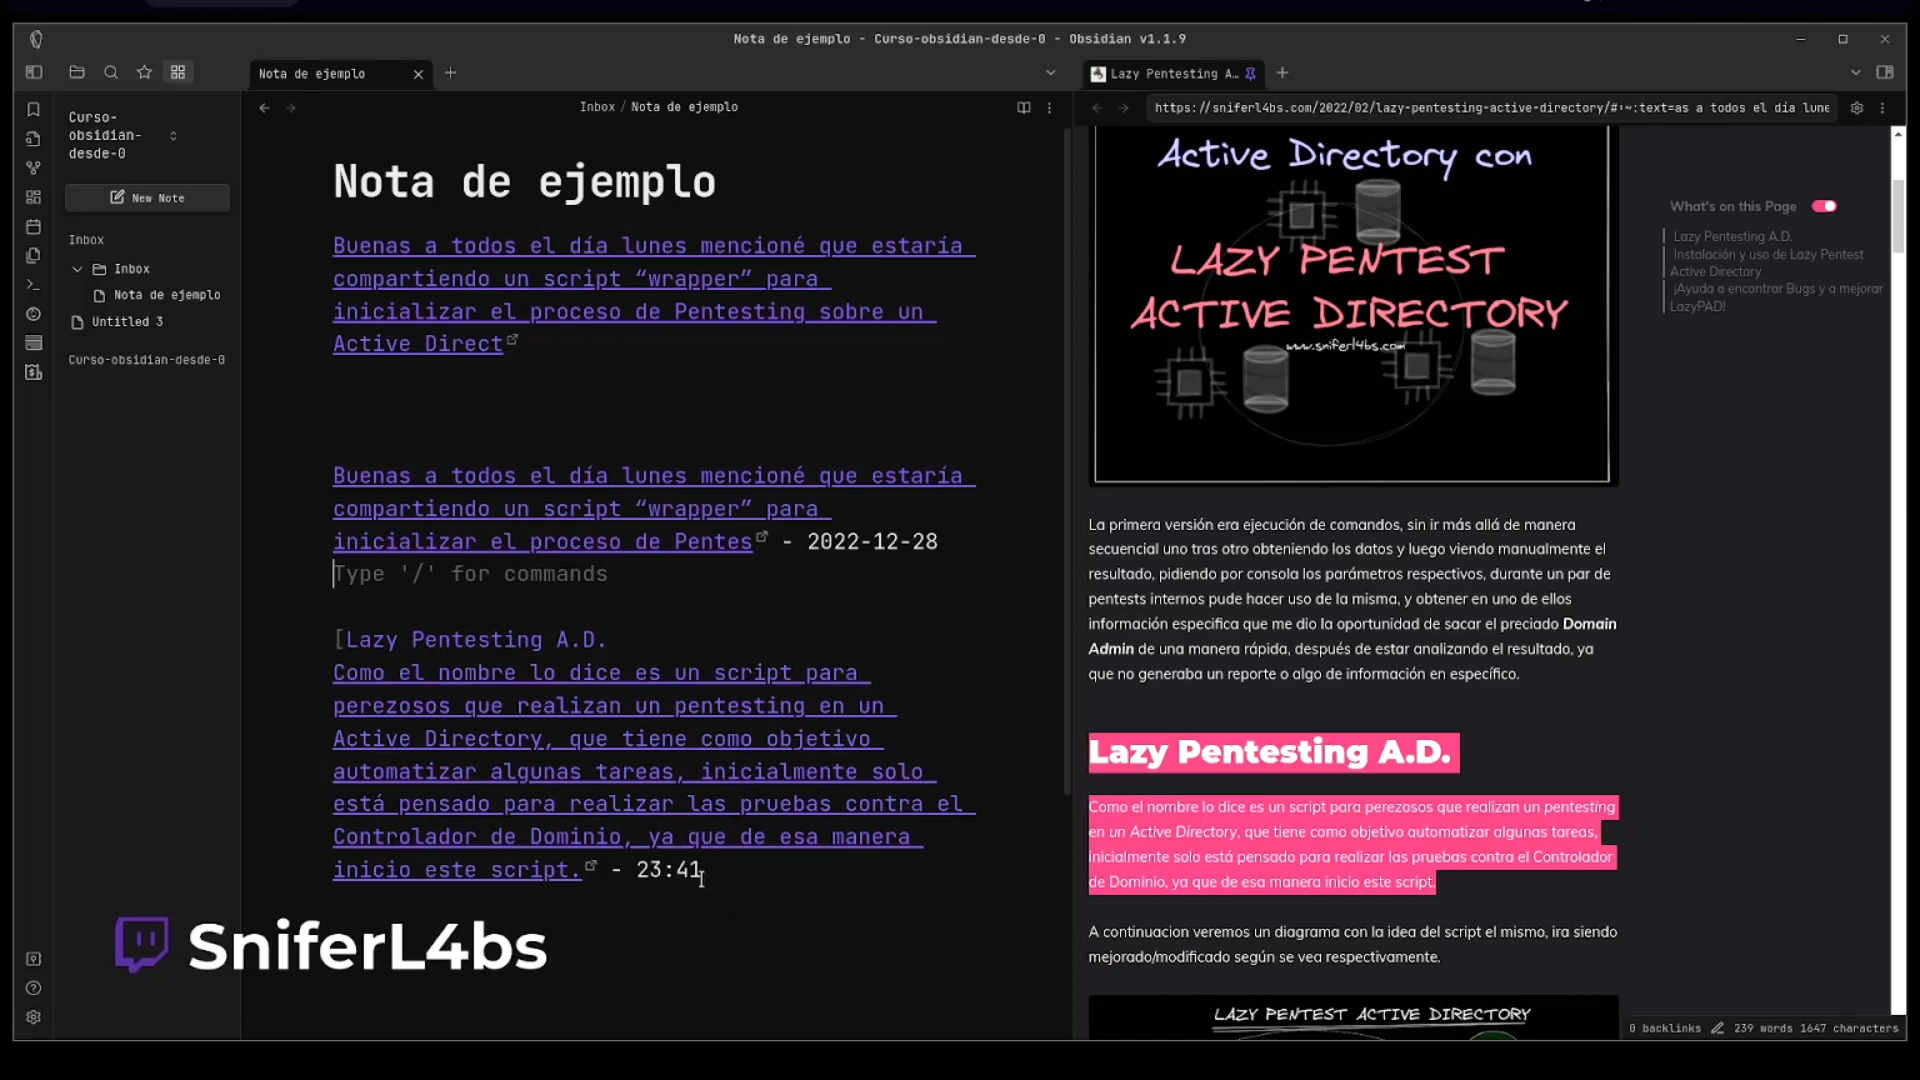 Nota de ejemplo - Curso-obsidian-desde-0 - Obsidian v1.1.9
Nota de ejemplo
Lazy Pentesting A…
Inbox / Nota de ejemplo
https://sniferl4bs.com/2022/02/lazy-pentesting-active-directory/#:~:text=as a todos el día lune
Curso-
obsidian-
desde-0
New Note
Inbox
Inbox
Nota de ejemplo
Untitled 3
Curso-obsidian-desde-0
Nota de ejemplo
Buenas a todos el día lunes mencioné que estaría
compartiendo un script “wrapper” para
inicializar el proceso de Pentesting sobre un
Active Direct
Buenas a todos el día lunes mencioné que estaría
compartiendo un script “wrapper” para
inicializar el proceso de Pentes - 2022-12-28
Type '/' for commands
[Lazy Pentesting A.D.
Como el nombre lo dice es un script para
perezosos que realizan un pentesting en un
Active Directory, que tiene como objetivo
automatizar algunas tareas, inicialmente solo
está pensado para realizar las pruebas contra el
Controlador de Dominio, ya que de esa manera
inicio este script. - 23:41
SniferL4bs
Active Directory con
LAZY PENTEST
ACTIVE DIRECTORY
www.sniferl4bs.com
La primera versión era ejecución de comandos, sin ir más allá de manera
secuencial uno tras otro obteniendo los datos y luego viendo manualmente el
resultado, pidiendo por consola los parámetros respectivos, durante un par de
pentests internos pude hacer uso de la misma, y obtener en uno de ellos
información especifica que me dio la oportunidad de sacar el preciado Domain
Admin de una manera rápida, después de estar analizando el resultado, ya
que no generaba un reporte o algo de información en específico.
Lazy Pentesting A.D.
Como el nombre lo dice es un script para perezosos que realizan un pentesting
en un Active Directory, que tiene como objetivo automatizar algunas tareas,
inicialmente solo está pensado para realizar las pruebas contra el Controlador
de Dominio, ya que de esa manera inicio este script.
A continuacion veremos un diagrama con la idea del script el mismo, ira siendo
mejorado/modificado según se vea respectivamente.
LAZY PENTEST ACTIVE DIRECTORY
What's on this Page
Lazy Pentesting A.D.
Instalación y uso de Lazy Pentest
Active Directory
¡Ayuda a encontrar Bugs y a mejorar
LazyPAD!
0 backlinks 239 words 1647 characters